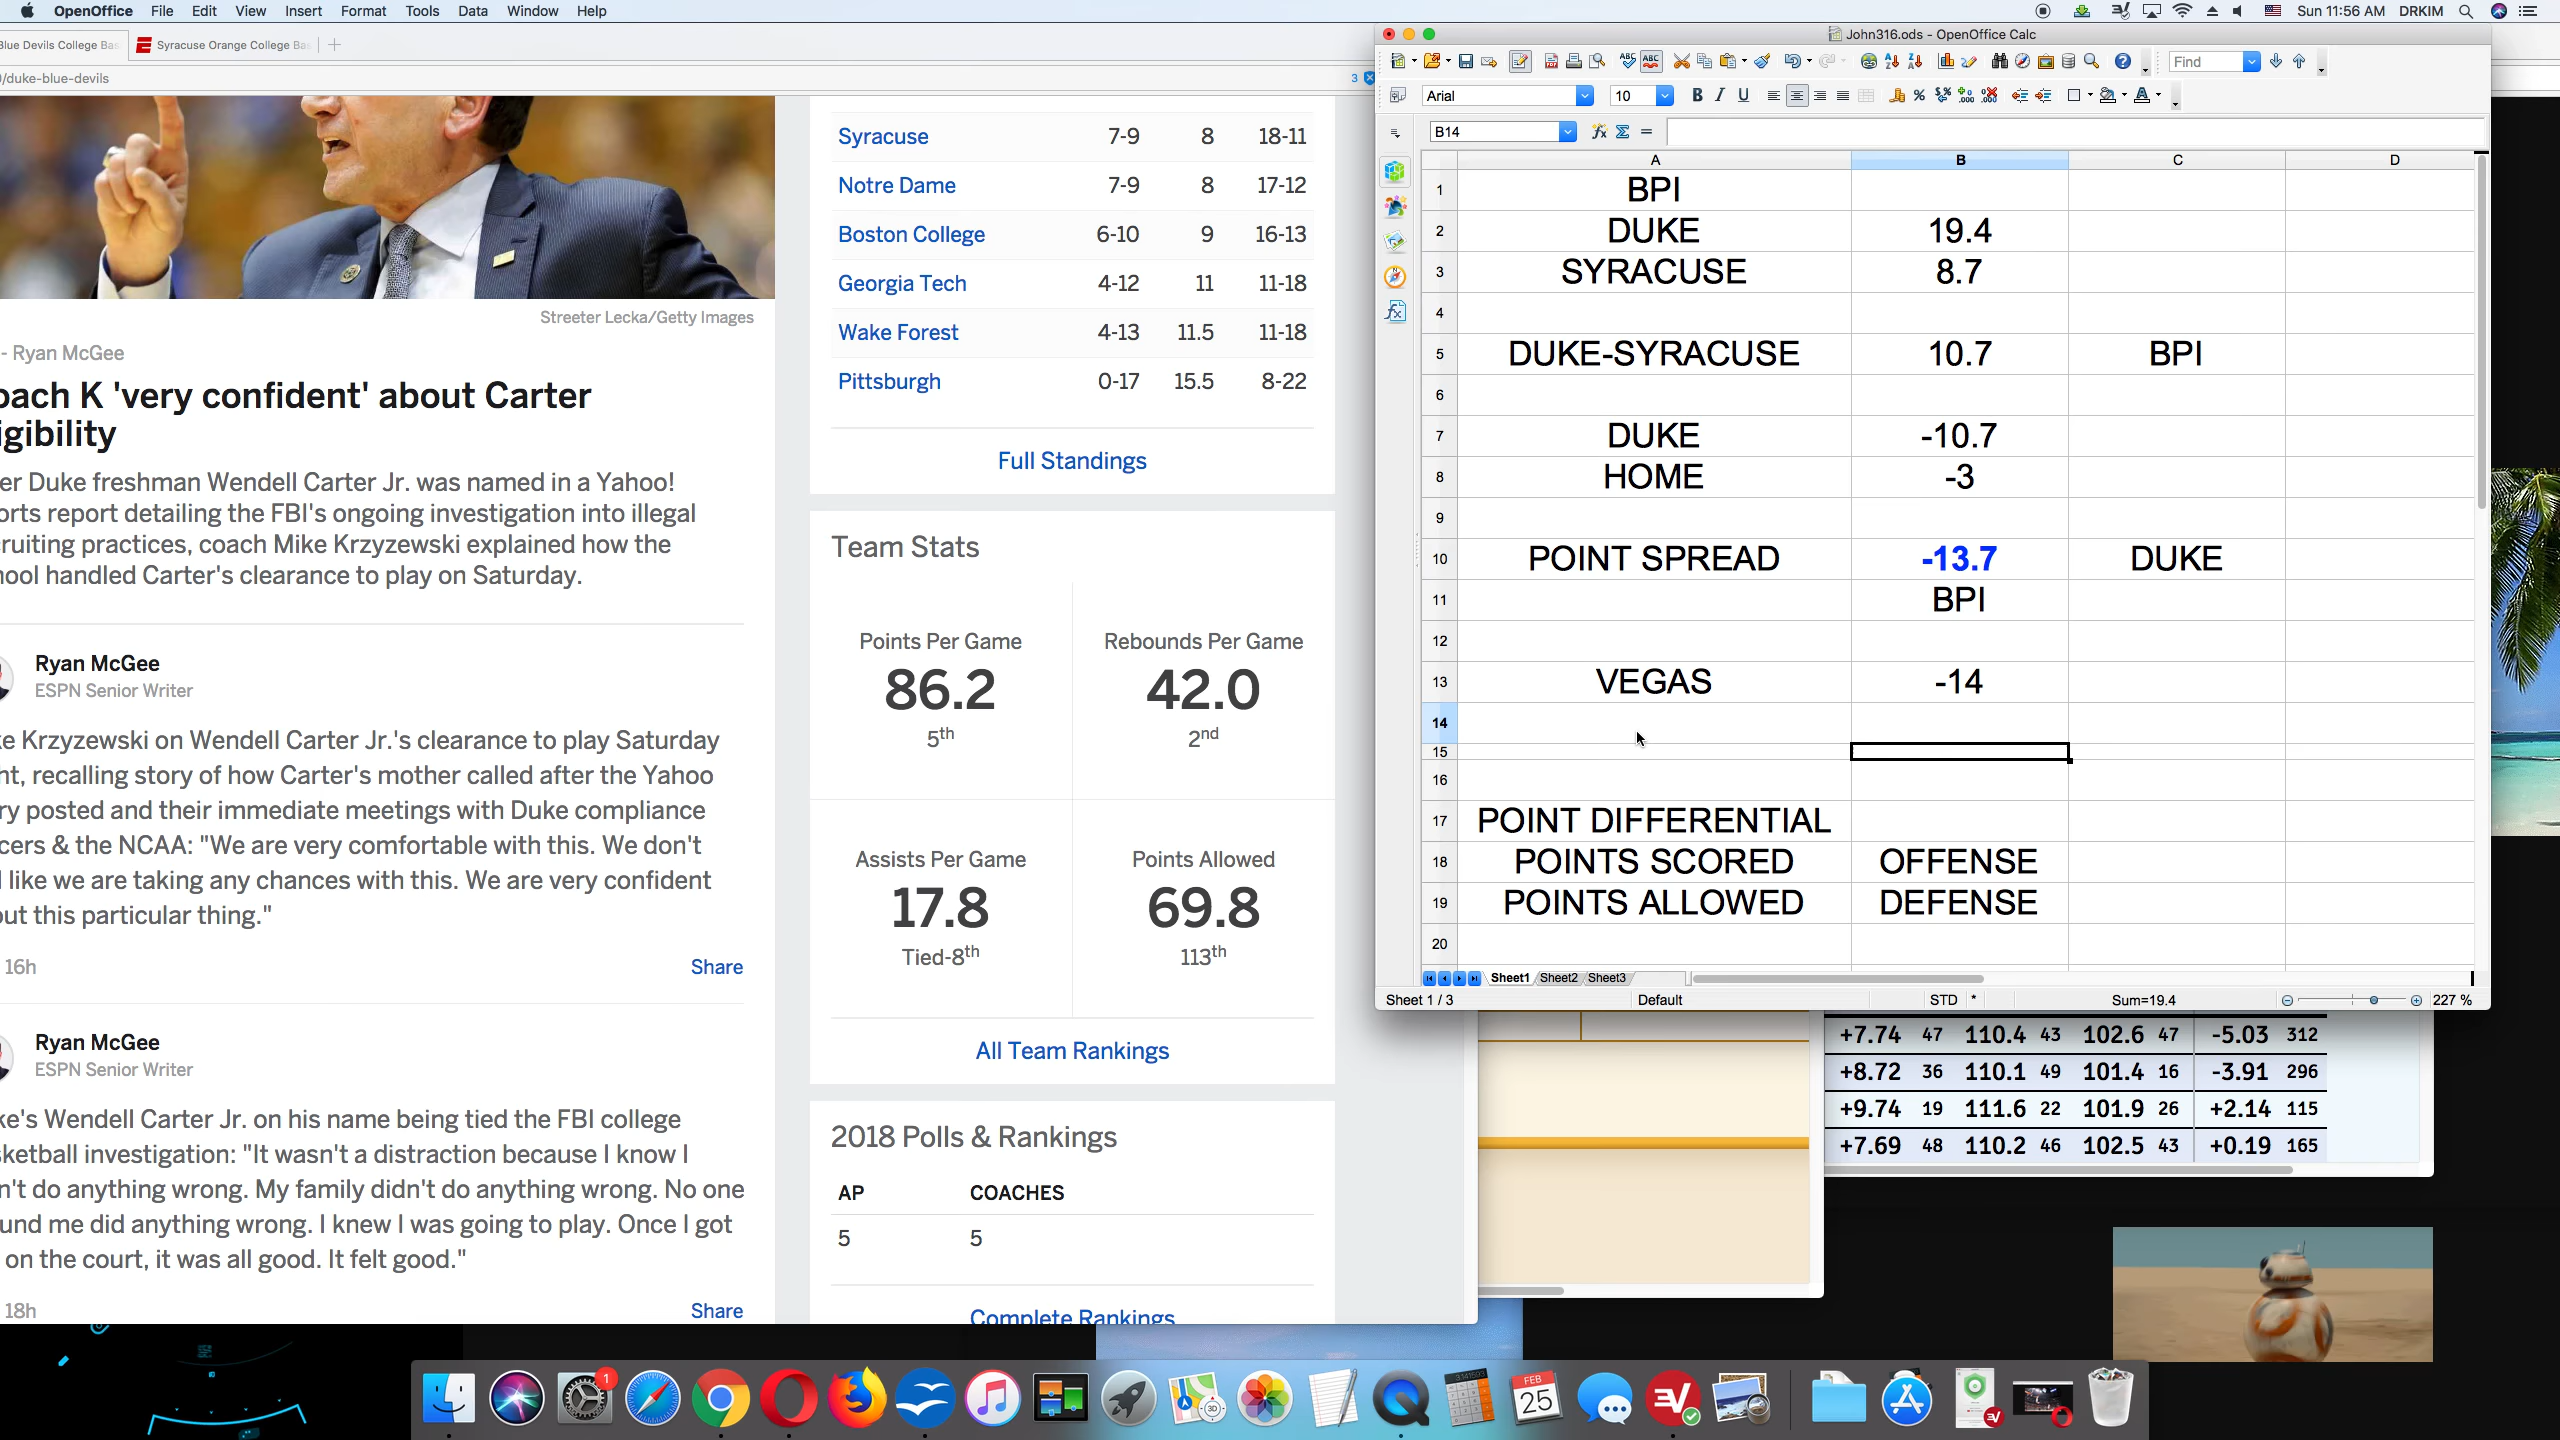 OpenOffice File Edit View Insert Format Tools Data Window Help
Sun 11:56 AM DRKIM
Blue Devils College Bas
Syracuse Orange College Bas
/duke-blue-devils
3
Streeter Lecka/Getty Images
- Ryan McGee
oach K 'very confident' about Carter
igibility
er Duke freshman Wendell Carter Jr. was named in a Yahoo!
orts report detailing the FBI's ongoing investigation into illegal
ruiting practices, coach Mike Krzyzewski explained how the
ool handled Carter's clearance to play on Saturday.
Ryan McGee
ESPN Senior Writer
e Krzyzewski on Wendell Carter Jr.'s clearance to play Saturday
ht, recalling story of how Carter's mother called after the Yahoo
ry posted and their immediate meetings with Duke compliance
cers & the NCAA: "We are very comfortable with this. We don't
l like we are taking any chances with this. We are very confident
out this particular thing."
16h Share
Ryan McGee
ESPN Senior Writer
ke's Wendell Carter Jr. on his name being tied the FBI college
sketball investigation: "It wasn't a distraction because I know I
n't do anything wrong. My family didn't do anything wrong. No one
und me did anything wrong. I knew I was going to play. Once I got
on the court, it was all good. It felt good."
18h Share
Syracuse 7-9 8 18-11
Notre Dame 7-9 8 17-12
Boston College 6-10 9 16-13
Georgia Tech 4-12 11 11-18
Wake Forest 4-13 11.5 11-18
Pittsburgh 0-17 15.5 8-22
Full Standings
Team Stats
Points Per Game Rebounds Per Game
86.2 42.0
5th 2nd
Assists Per Game Points Allowed
17.8 69.8
Tied-8th 113th
All Team Rankings
2018 Polls & Rankings
AP COACHES
5 5
Complete Rankings
John316.ods - OpenOffice Calc
Find
Arial 10
B14
A B C D
1 BPI
2 DUKE 19.4
3 SYRACUSE 8.7
4
5 DUKE-SYRACUSE 10.7 BPI
6
7 DUKE -10.7
8 HOME -3
9
10 POINT SPREAD -13.7 DUKE
11 BPI
12
13 VEGAS -14
14
15
16
17 POINT DIFFERENTIAL
18 POINTS SCORED OFFENSE
19 POINTS ALLOWED DEFENSE
20
Sheet1 Sheet2 Sheet3
Sheet 1 / 3 Default STD * Sum=19.4 227 %
+7.74 47 110.4 43 102.6 47 -5.03 312
+8.72 36 110.1 49 101.4 16 -3.91 296
+9.74 19 111.6 22 101.9 26 +2.14 115
+7.69 48 110.2 46 102.5 43 +0.19 165
1
FEB
25